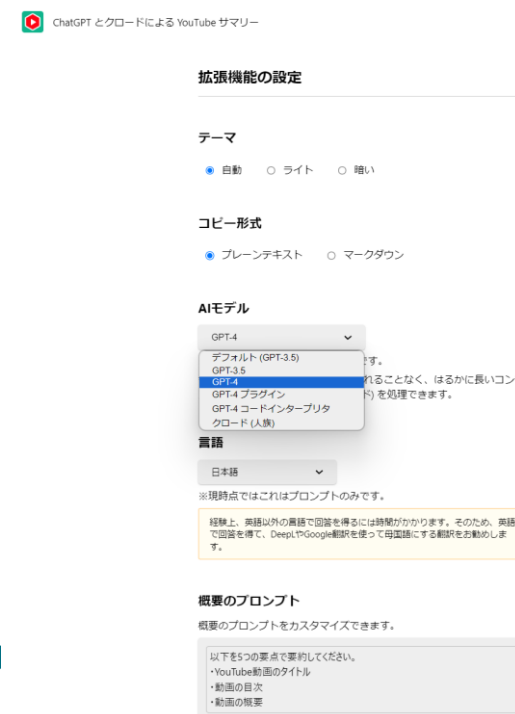 ChatGPT とクロードによる YouTube サマリー
拡張機能の設定
テーマ
自動 ライト 暗い
コピー形式
プレーンテキスト マークダウン
AIモデル
GPT-4
デフォルト (GPT-3.5)
です。
GPT-3.5
GPT-4
れることなく、はるかに長いコン
GPT-4 プラグイン
ド) を処理できます。
GPT-4 コードインタープリタ
クロード (人族)
言語
日本語
※現時点ではこれはプロンプトのみです。
経験上、英語以外の言語で回答を得るには時間がかかります。そのため、英語
で回答を得て、DeepLやGoogle翻訳を使って母国語にする翻訳をお勧めしま
す。
概要のプロンプト
概要のプロンプトをカスタマイズできます。
以下を5つの要点で要約してください。
・YouTube動画のタイトル
・動画の目次
・動画の概要